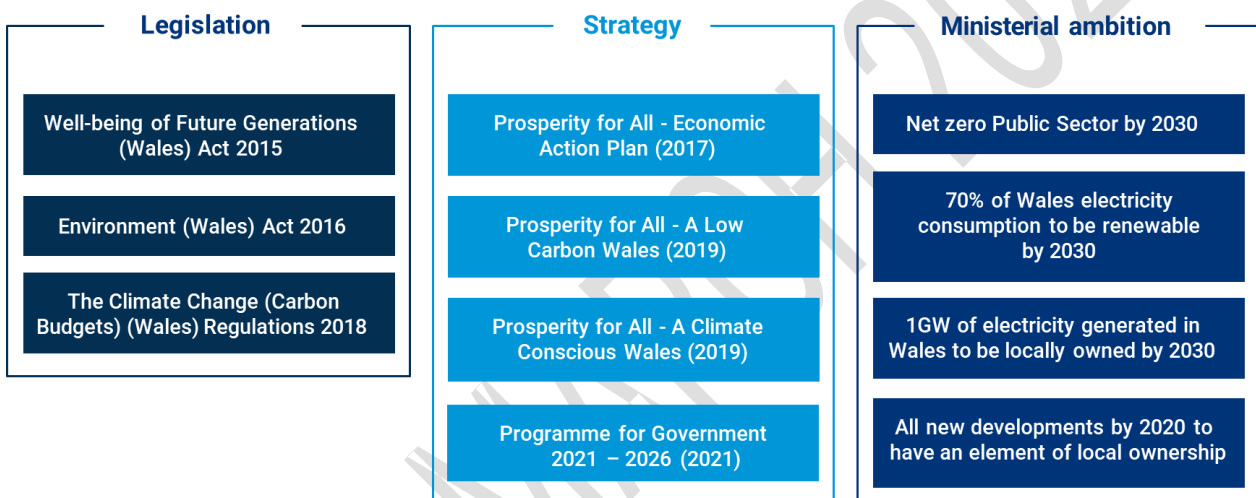 Legislation
Well-being of Future Generations
(Wales) Act 2015
Environment (Wales) Act 2016
The Climate Change (Carbon
Budgets) (Wales) Regulations 2018
Strategy
Prosperity for All - Economic
Action Plan (2017)
Prosperity for All - A Low
Carbon Wales (2019)
Prosperity for All - A Climate
Conscious Wales (2019)
Programme for Government
2021 – 2026 (2021)
Ministerial ambition
Net zero Public Sector by 2030
70% of Wales electricity
consumption to be renewable
by 2030
1GW of electricity generated in
Wales to be locally owned by 2030
All new developments by 2020 to
have an element of local ownership
MARCH